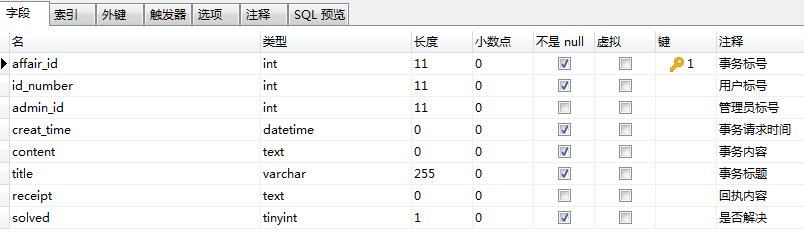 字段 索引 外键 触发器 选项 注释 SQL 预览
名 类型 长度 小数点 不是 null 虚拟 键 注释
affair_id int 11 0 1 事务标号
id_number int 11 0 用户标号
admin_id int 11 0 管理员标号
creat_time datetime 0 0 事务请求时间
content text 0 0 事务内容
title varchar 255 0 事务标题
receipt text 0 0 回执内容
solved tinyint 1 0 是否解决